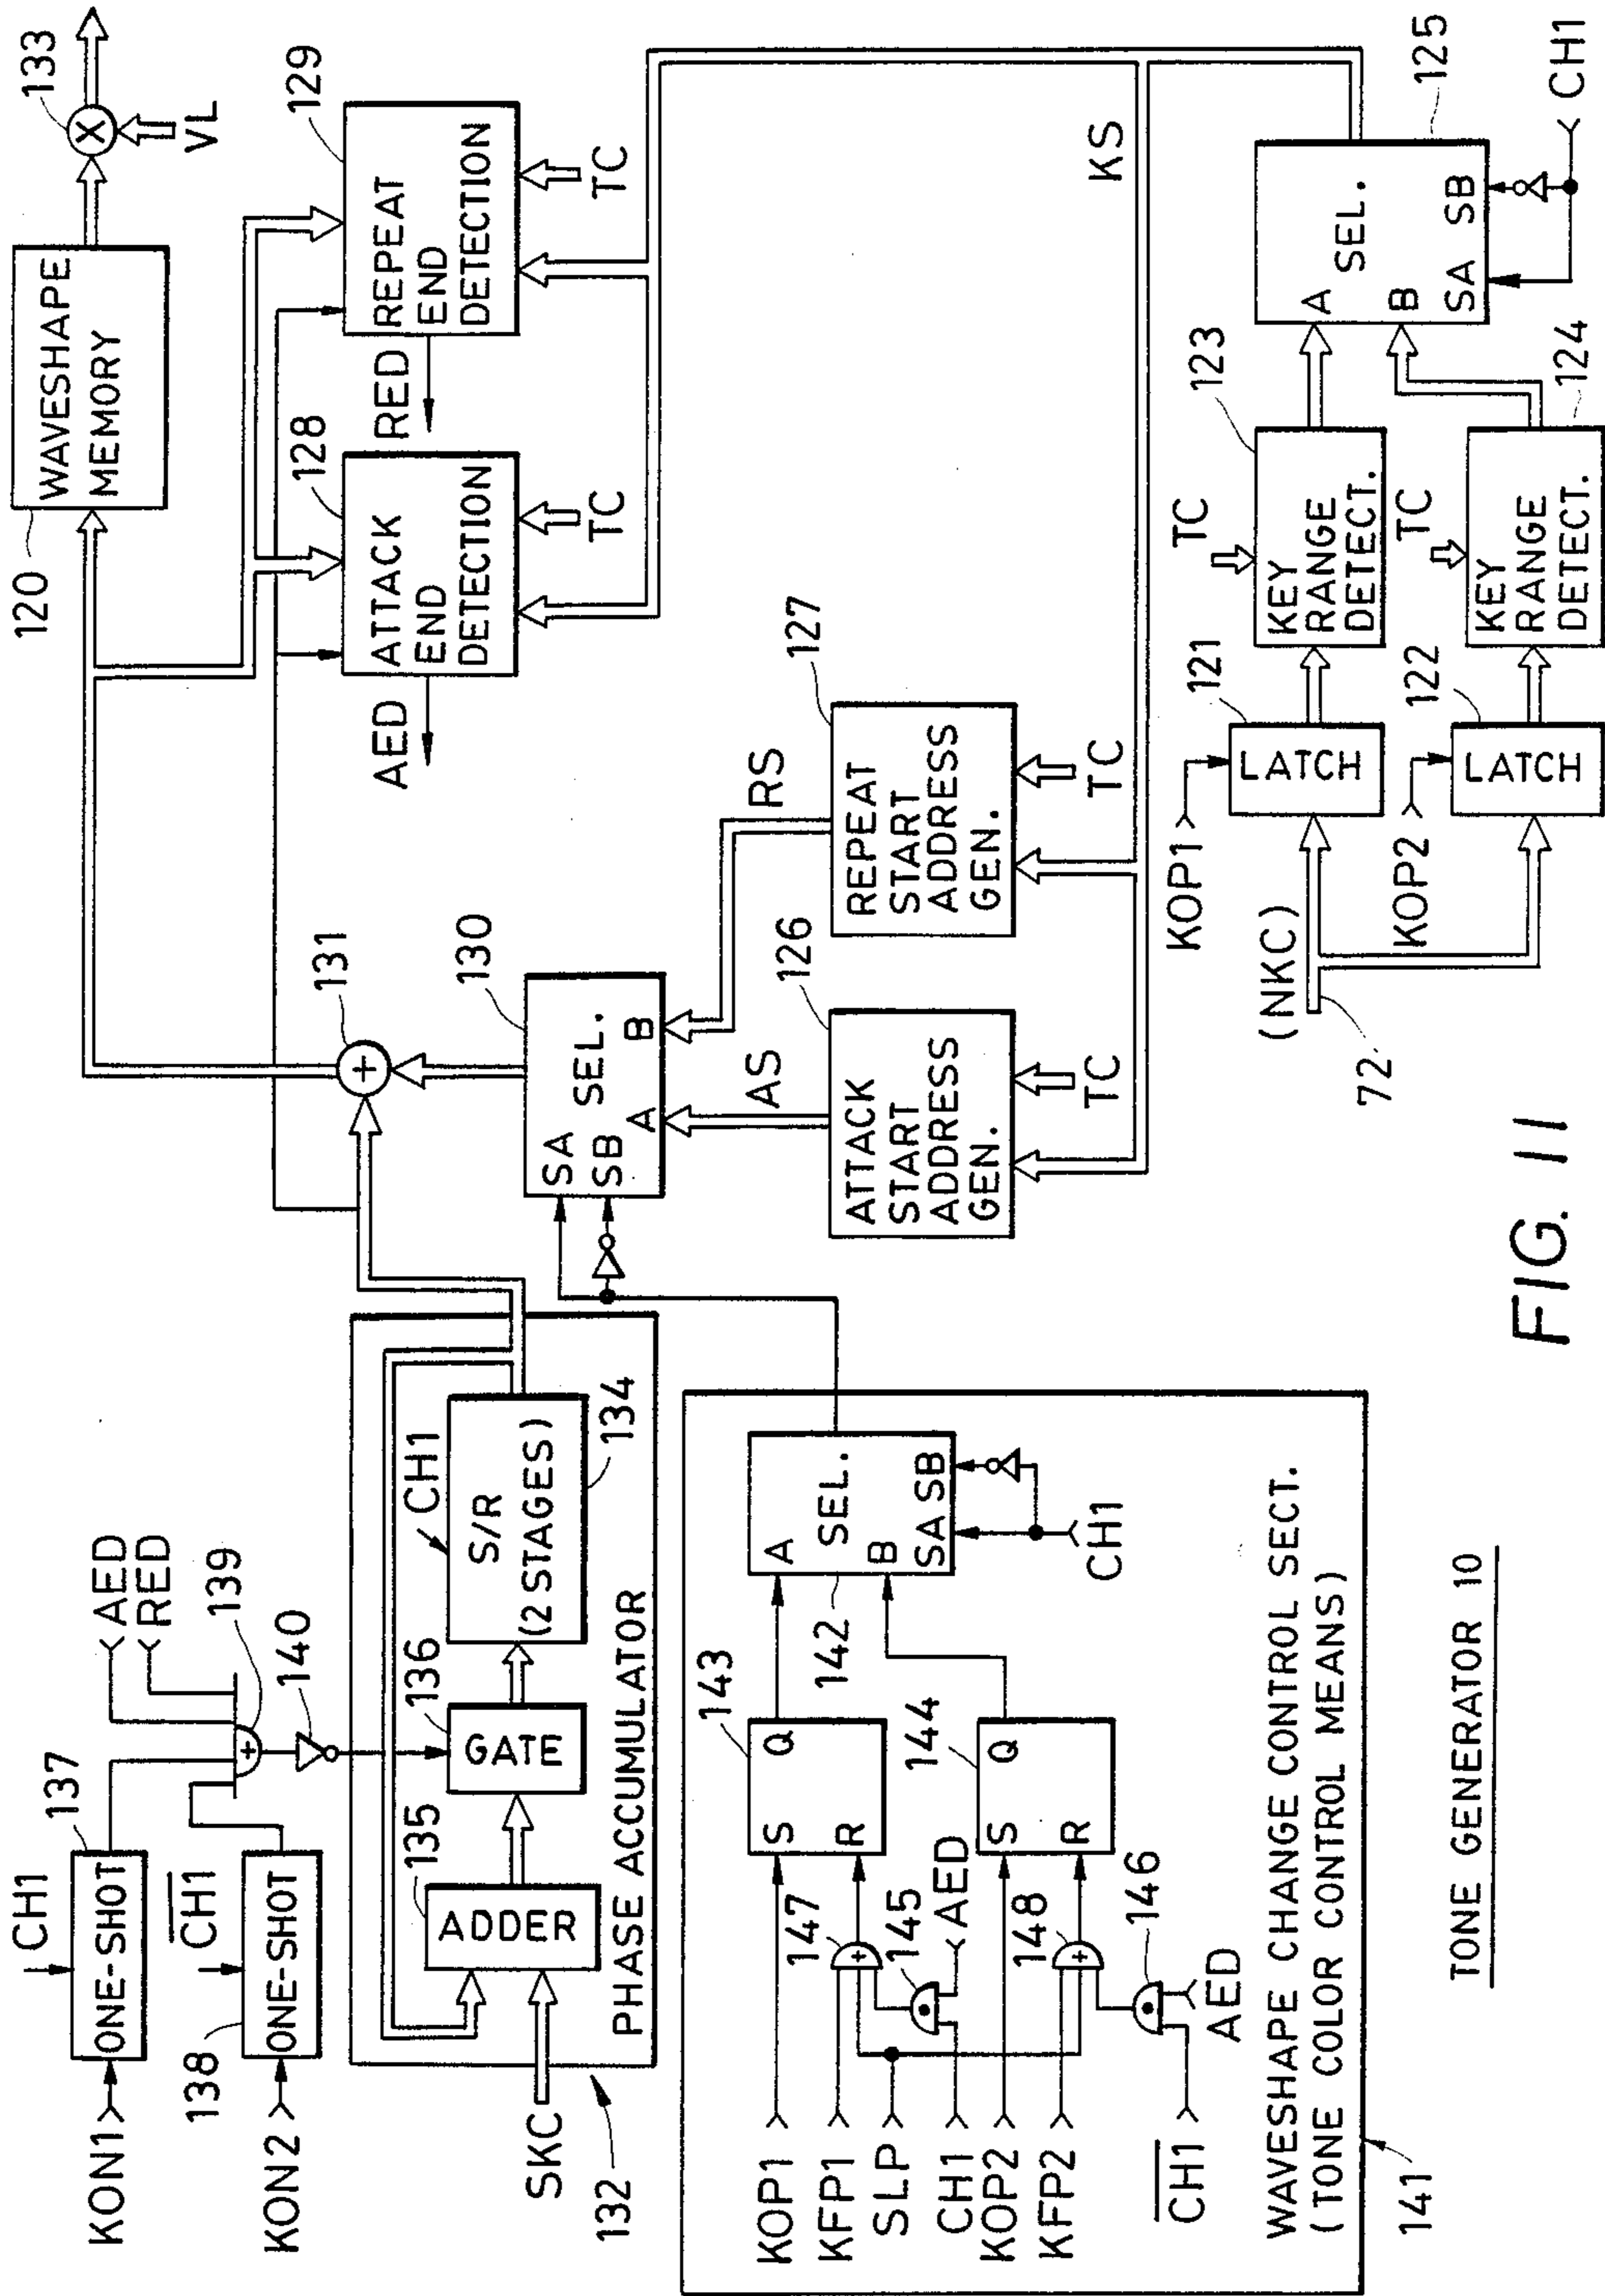 KON1
CH1
ONE-SHOT
137
KON2
138
CH1
ONE-SHOT
AED
RED
139
140
SKC
132
135
ADDER
136
GATE
CH1
S/R
(2 STAGES)
134
PHASE ACCUMULATOR
131
120
WAVESHAPE
MEMORY
133
VL
AED
128
ATTACK
END
DETECTION
TC
RED
129
REPEAT
END
DETECTION
TC
130
SA
SB
SEL.
A
B
AS
RS
126
ATTACK
START
ADDRESS
GEN.
TC
127
REPEAT
START
ADDRESS
GEN.
TC
KS
KOP1
KFP1
SLP
CH1
KOP2
KFP2
CH1
147
145
AED
148
146
AED
143
S
Q
R
144
S
Q
R
142
A
SEL.
B
SA SB
CH1
WAVESHAPE CHANGE CONTROL SECT.
(TONE COLOR CONTROL MEANS)
141
(NKC)
72
KOP1
121
LATCH
KOP2
122
LATCH
TC
123
KEY
RANGE
DETECT.
TC
124
KEY
RANGE
DETECT.
A
SEL.
B
SA SB
125
CH1
TONE GENERATOR 10
FIG. 11